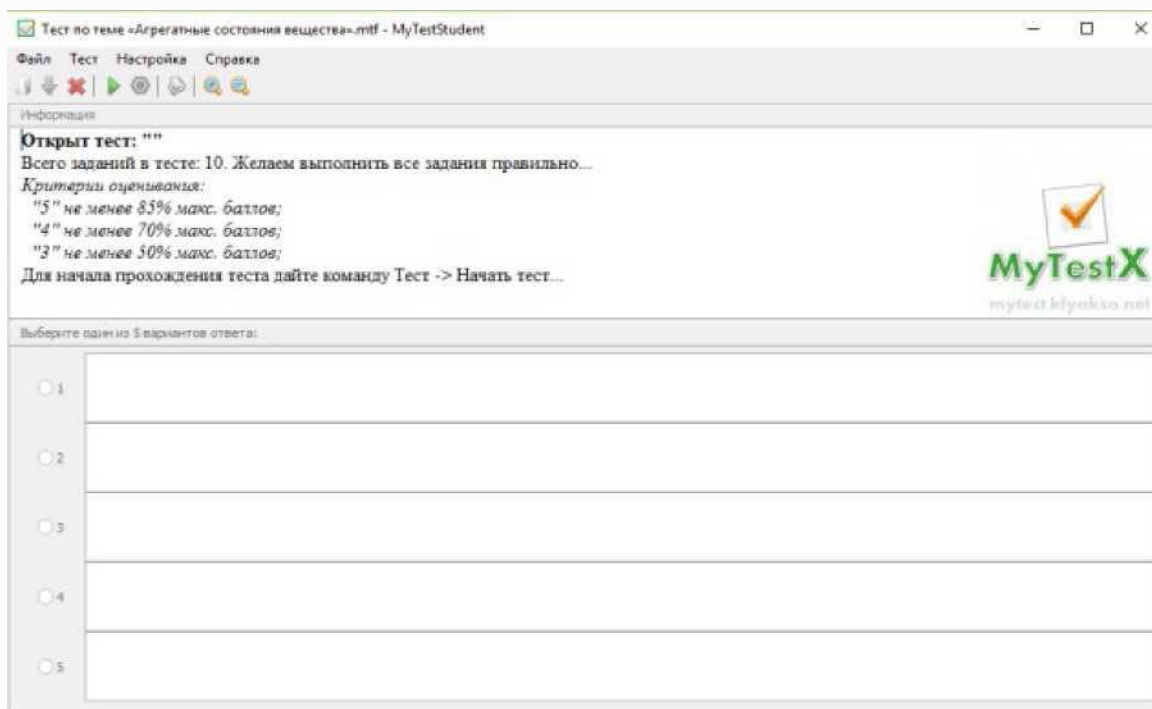 Тест по теме «Агрегатные состояния вещества».mtf - MyTestStudent
Файл Тест Настройка Справка
Информация
Открыт тест: ""
Всего заданий в тесте: 10. Желаем выполнить все задания правильно...
Критерии оценивания:
"5" не менее 85% макс. баллов;
"4" не менее 70% макс. баллов;
"3" не менее 50% макс. баллов;
Для начала прохождения теста дайте команду Тест -> Начать тест...
MyTestX
mytest.klyaksa.net
Выберите один из 5 вариантов ответа:
1
2
3
4
5